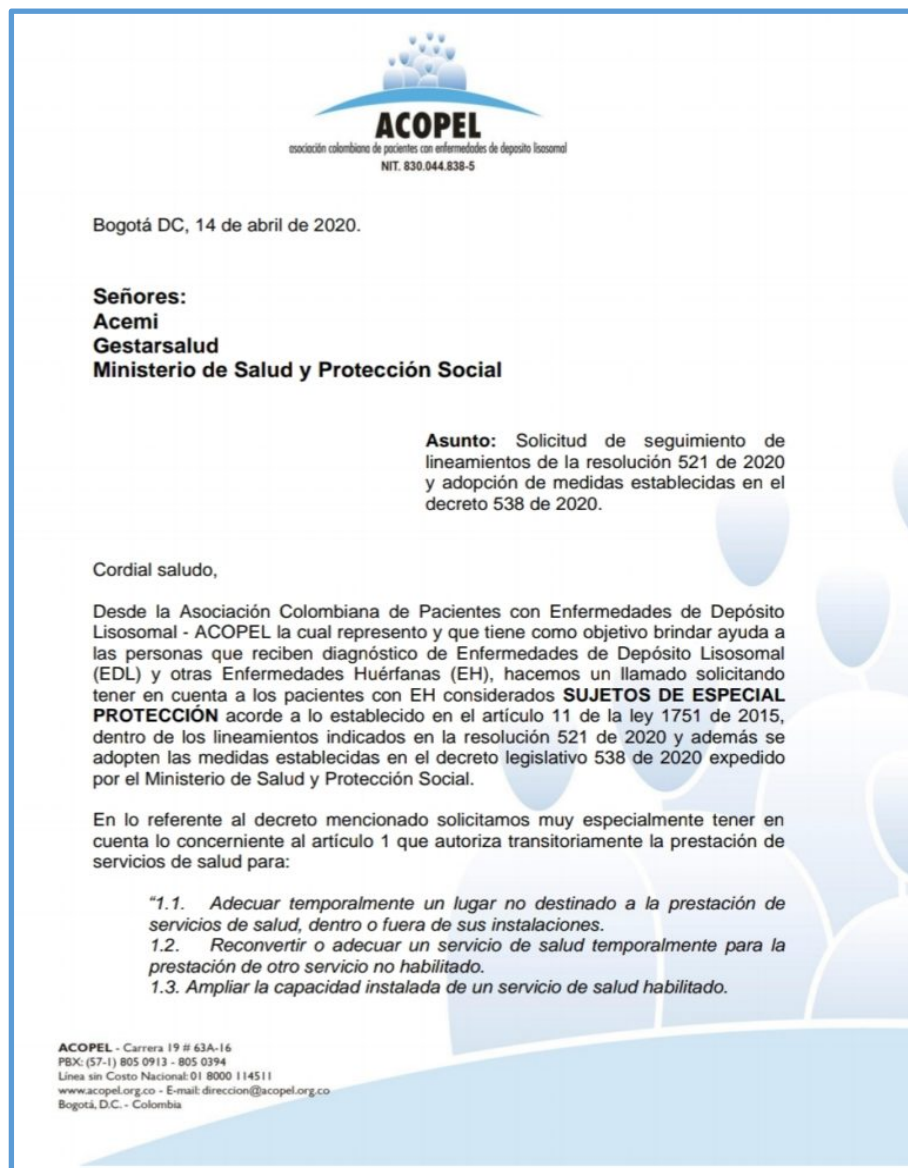 ACOPEL
asociación colombiana de pacientes con enfermedades de deposito lisosomal
NIT. 830.044.838-5
Bogotá DC, 14 de abril de 2020.
Señores:
Acemi
Gestarsalud
Ministerio de Salud y Protección Social
Asunto: Solicitud de seguimiento de
lineamientos de la resolución 521 de 2020
y adopción de medidas establecidas en el
decreto 538 de 2020.
Cordial saludo,
Desde la Asociación Colombiana de Pacientes con Enfermedades de Depósito
Lisosomal - ACOPEL la cual represento y que tiene como objetivo brindar ayuda a
las personas que reciben diagnóstico de Enfermedades de Depósito Lisosomal
(EDL) y otras Enfermedades Huérfanas (EH), hacemos un llamado solicitando
tener en cuenta a los pacientes con EH considerados SUJETOS DE ESPECIAL
PROTECCIÓN acorde a lo establecido en el artículo 11 de la ley 1751 de 2015,
dentro de los lineamientos indicados en la resolución 521 de 2020 y además se
adopten las medidas establecidas en el decreto legislativo 538 de 2020 expedido
por el Ministerio de Salud y Protección Social.
En lo referente al decreto mencionado solicitamos muy especialmente tener en
cuenta lo concerniente al artículo 1 que autoriza transitoriamente la prestación de
servicios de salud para:
“1.1. Adecuar temporalmente un lugar no destinado a la prestación de
servicios de salud, dentro o fuera de sus instalaciones.
1.2. Reconvertir o adecuar un servicio de salud temporalmente para la
prestación de otro servicio no habilitado.
1.3. Ampliar la capacidad instalada de un servicio de salud habilitado.
ACOPEL - Carrera 19 # 63A-16
PBX: (57-1) 805 0913 - 805 0394
Línea sin Costo Nacional: 01 8000 114511
www.acopel.org.co - E-mail: direccion@acopel.org.co
Bogotá, D.C. - Colombia